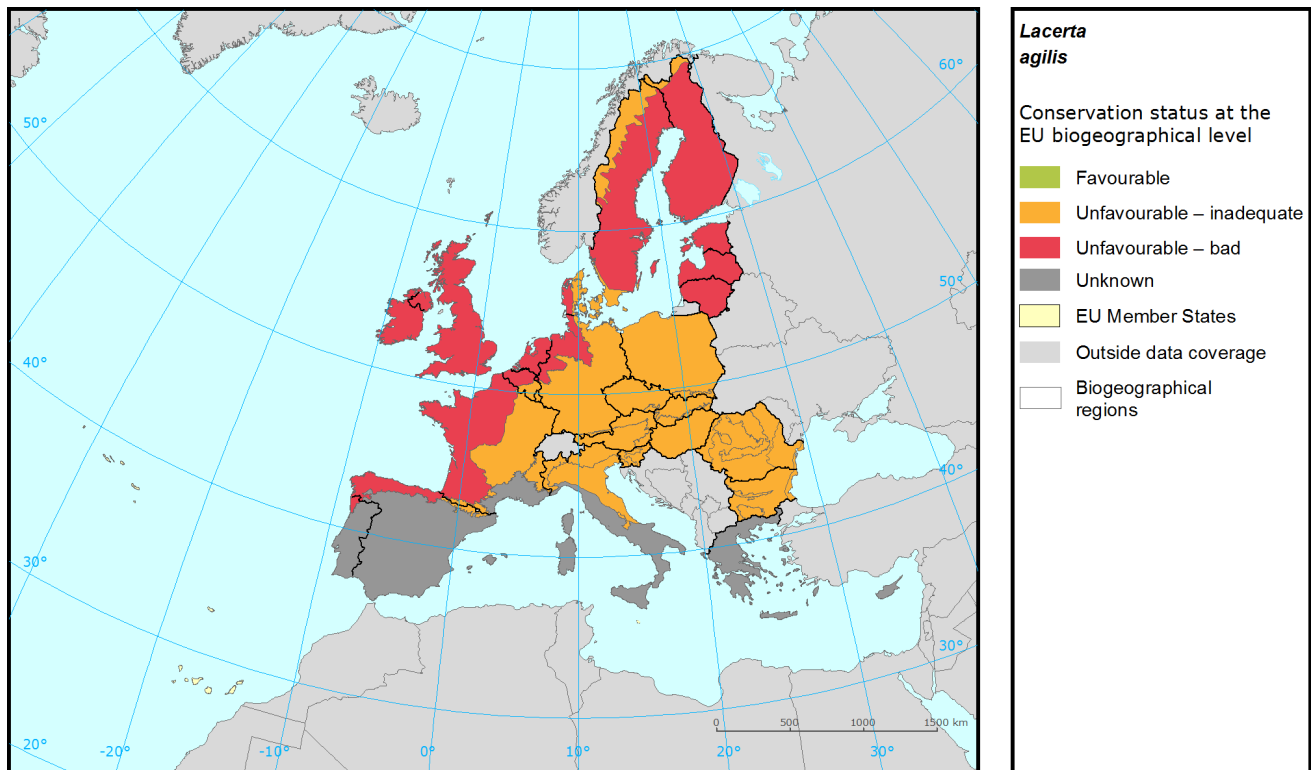 60°
50°
50°
40°
40°
30°
30°
20°
-20°
-10°
0°
10°
20°
30°
0
500
1000
1500 km
Lacerta
agilis
Conservation status at the
EU biogeographical level
Favourable
Unfavourable – inadequate
Unfavourable – bad
Unknown
EU Member States
Outside data coverage
Biogeographical
regions